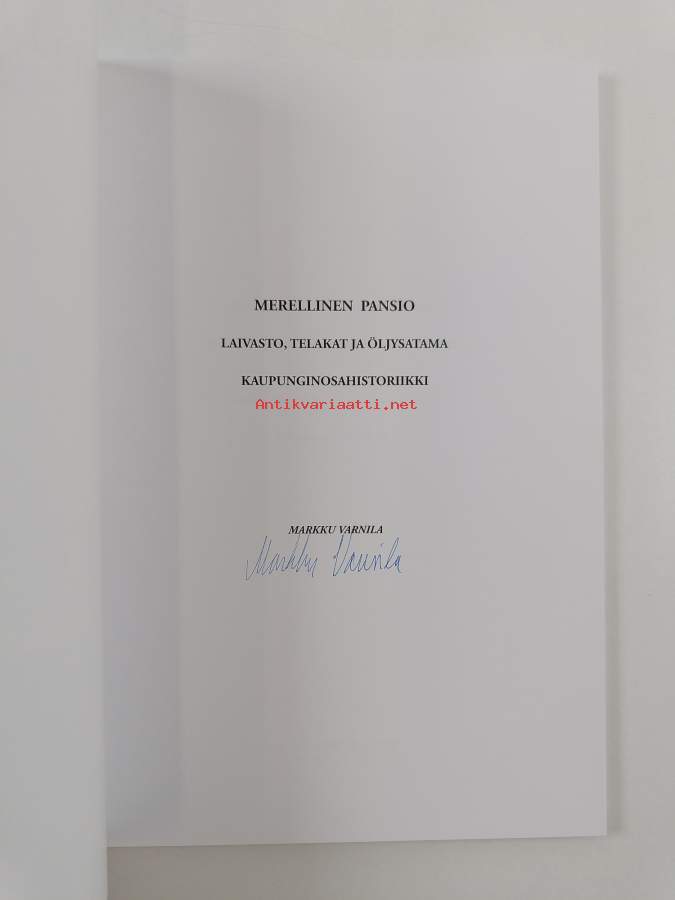 MERELLINEN PANSIO
LAIVASTO, TELAKAT JA ÖLJYSATAMA
KAUPUNGINOSAHISTORIIKKI
Antikvariaatti.net
MARKKU VARNILA
Markku Varnila